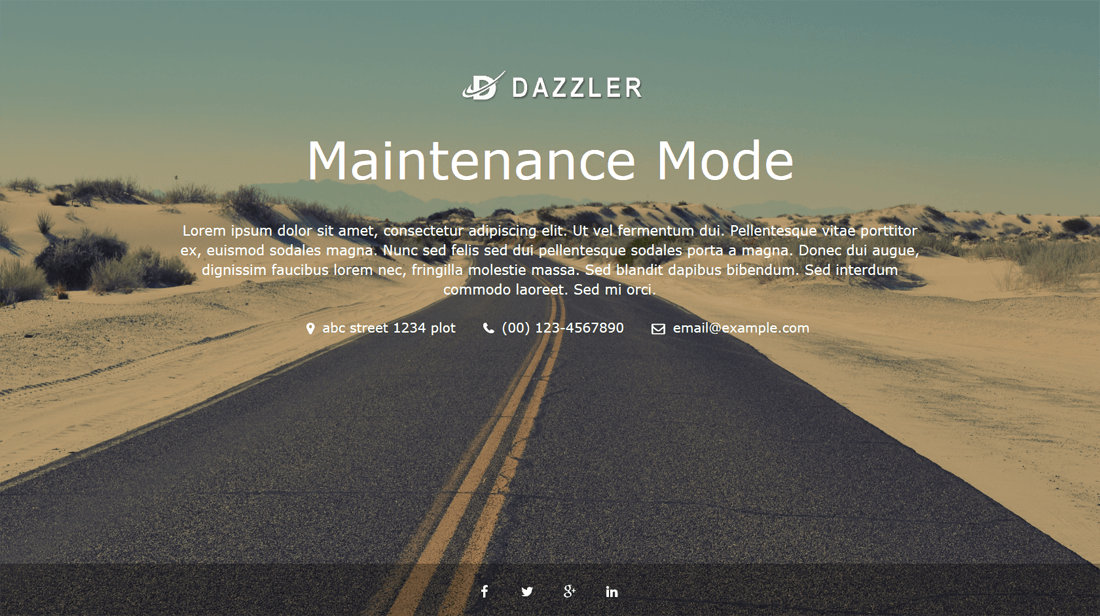 DAZZLER
Maintenance Mode
Lorem ipsum dolor sit amet, consectetur adipiscing elit. Ut vel fermentum dui. Pellentesque vitae porttitor
ex, euismod sodales magna. Nunc sed felis sed dui pellentesque sodales porta a magna. Donec dui augue,
dignissim faucibus lorem nec, fringilla molestie massa. Sed blandit dapibus bibendum. Sed interdum
commodo laoreet. Sed mi orci.
abc street 1234 plot (00) 123-4567890 email@example.com